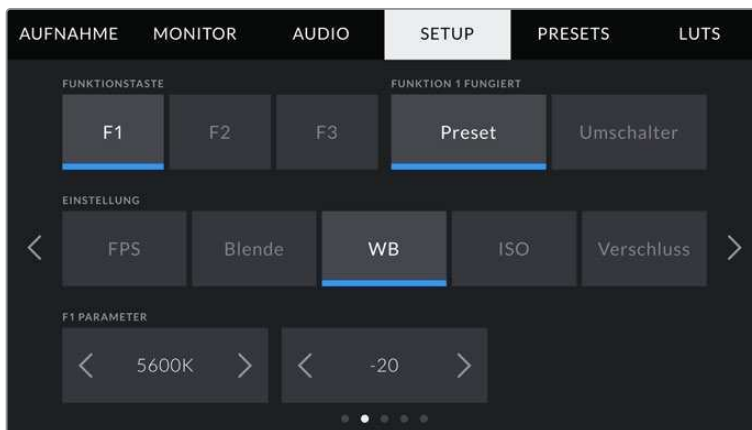 AUFNAHME MONITOR AUDIO SETUP PRESETS LUTS
FUNKTIONSTASTE FUNKTION 1 FUNGIERT
F1 F2 F3 Preset Umschalter
EINSTELLUNG
FPS Blende WB ISO Verschluss
F1 PARAMETER
5600K -20